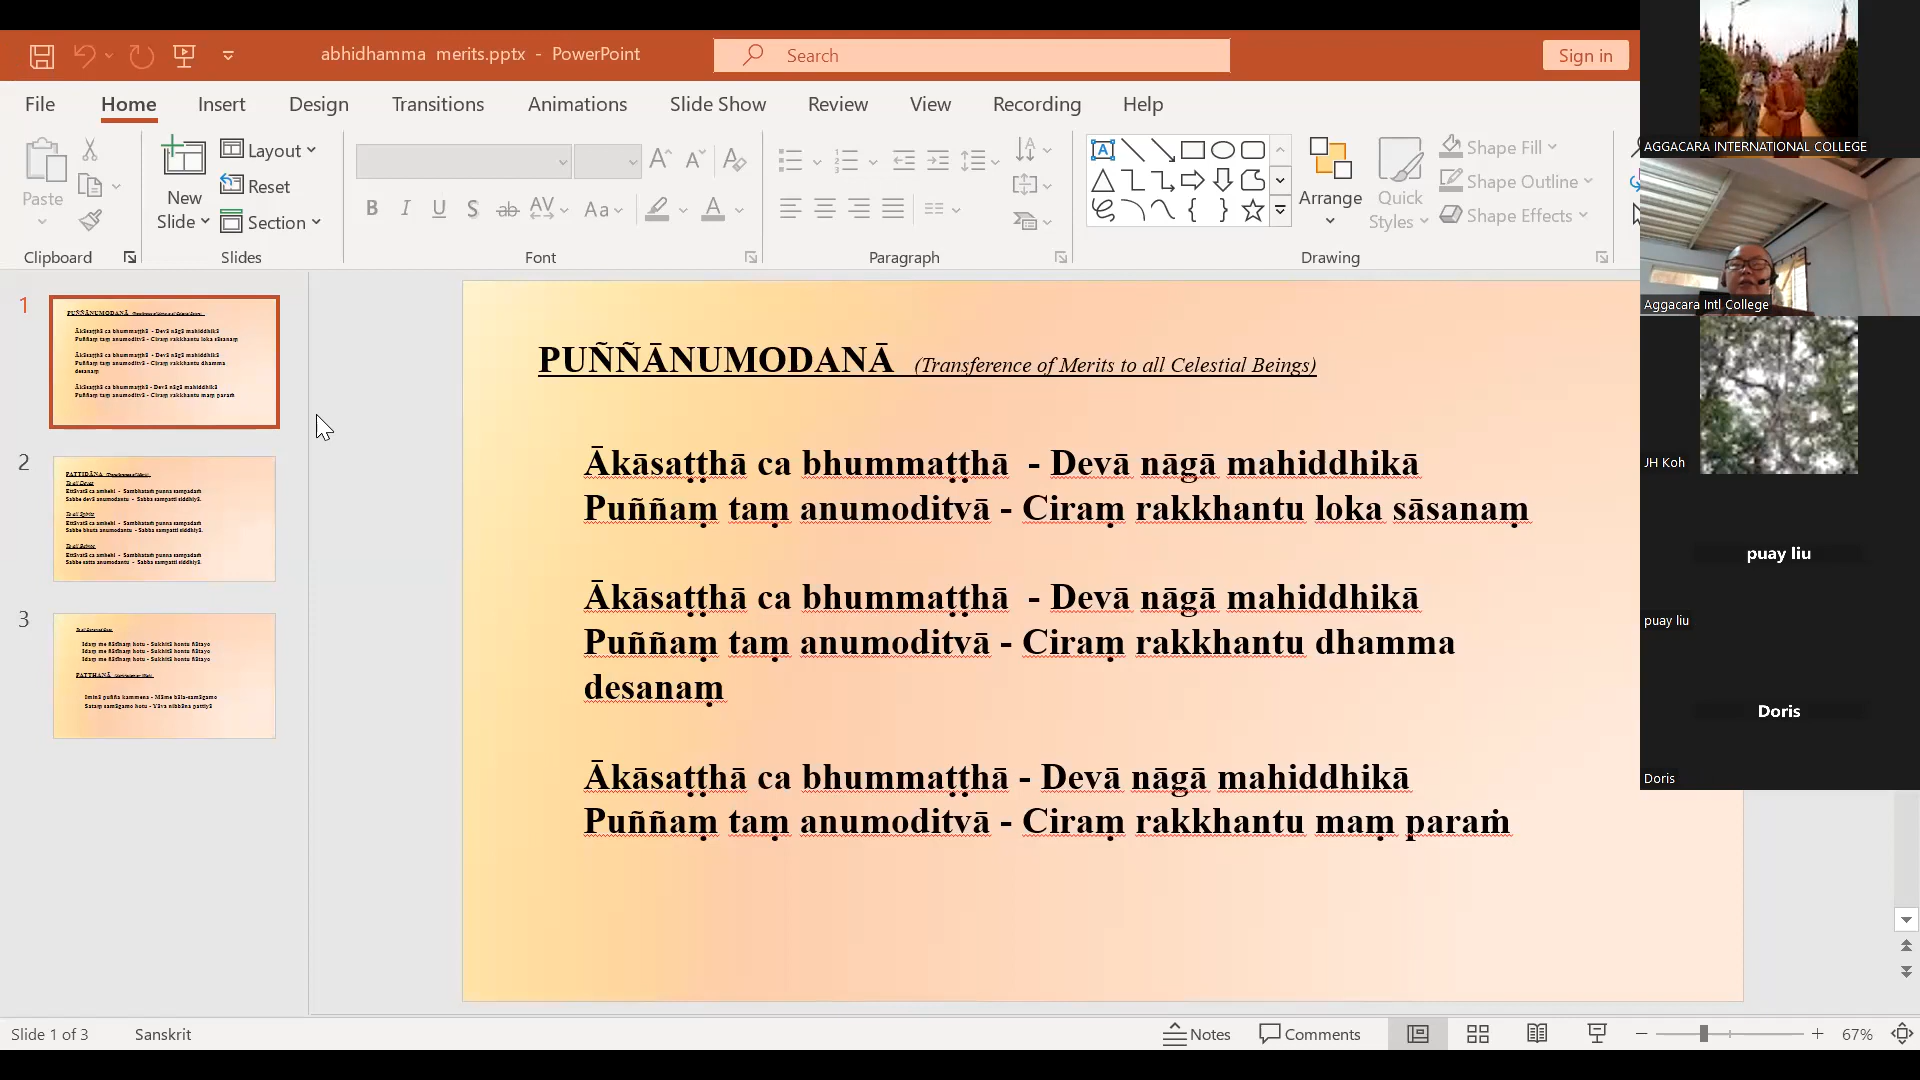 abhidhamma merits.pptx - PowerPoint
Search
Sign in
File Home Insert Design Transitions Animations Slide Show Review View Recording Help
Paste
New Slide
Layout
Reset
Section
Arrange
Quick Styles
Shape Fill
Shape Outline
Shape Effects
Clipboard
Slides
Font
Paragraph
Drawing
AGGACARA INTERNATIONAL COLLEGE
Aggacara Intl College
JH Koh
puay liu
puay liu
Doris
Doris
1
2
3
PUÑÑĀNUMODANĀ (Transference of Merits to all Celestial Beings)
Ākāsaṭṭhā ca bhummaṭṭhā - Devā nāgā mahiddhikā
Puññaṃ taṃ anumoditvā - Ciraṃ rakkhantu loka sāsanaṃ
Ākāsaṭṭhā ca bhummaṭṭhā - Devā nāgā mahiddhikā
Puññaṃ taṃ anumoditvā - Ciraṃ rakkhantu dhamma
desanaṃ
Ākāsaṭṭhā ca bhummaṭṭhā - Devā nāgā mahiddhikā
Puññaṃ taṃ anumoditvā - Ciraṃ rakkhantu maṃ paraṁ
Slide 1 of 3
Sanskrit
Notes
Comments
67%